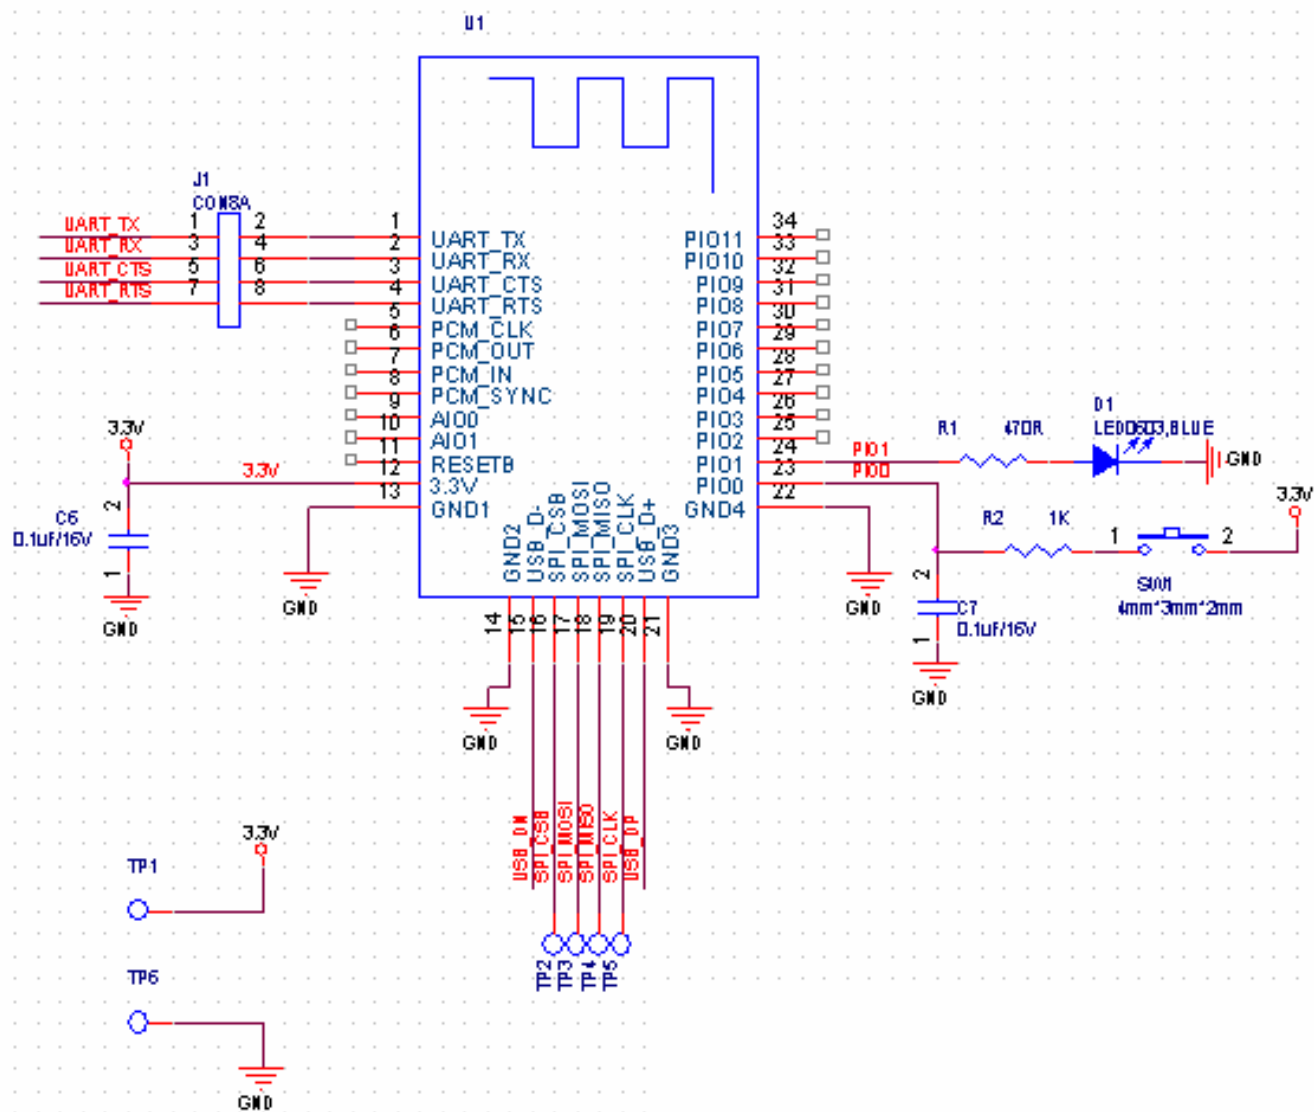 U1
J1
CON8A
UART_TX 1 2
UART_RX 3 4
UART_CTS 5 6
UART_RTS 7 8
1 UART_TX
2 UART_RX
3 UART_CTS
4 UART_RTS
5 PCM_CLK
6 PCM_OUT
7 PCM_IN
8 PCM_SYNC
9 AIO0
10 AIO1
11 RESETB
12 3.3V
13 GND1
PIO11 34
PIO10 33
PIO9 32
PIO8 31
PIO7 30
PIO6 29
PIO5 28
PIO4 27
PIO3 26
PIO2 25
PIO1 24
PIO0 23
GND4 22
GND2
USB_D-
SPI_CSB
SPI_MOSI
SPI_MISO
SPI_CLK
USB_D+
GND3
14
15
16
17
18
19
20
21
3.3V
3.3V
2
C6
0.1uF/16V
1
GND
GND
PIO1
PIO0
R1 470R
D1
LED0603,BLUE
GND
R2 1K
1 2
3.3V
SW1
4mm*3mm*2mm
GND
2
C7
0.1uF/16V
1
GND
GND
GND
USB_DN
SPI_CSB
SPI_MOSI
SPI_MISO
SPI_CLK
USB_DP
TP2
TP3
TP4
TP5
3.3V
TP1
TP6
GND